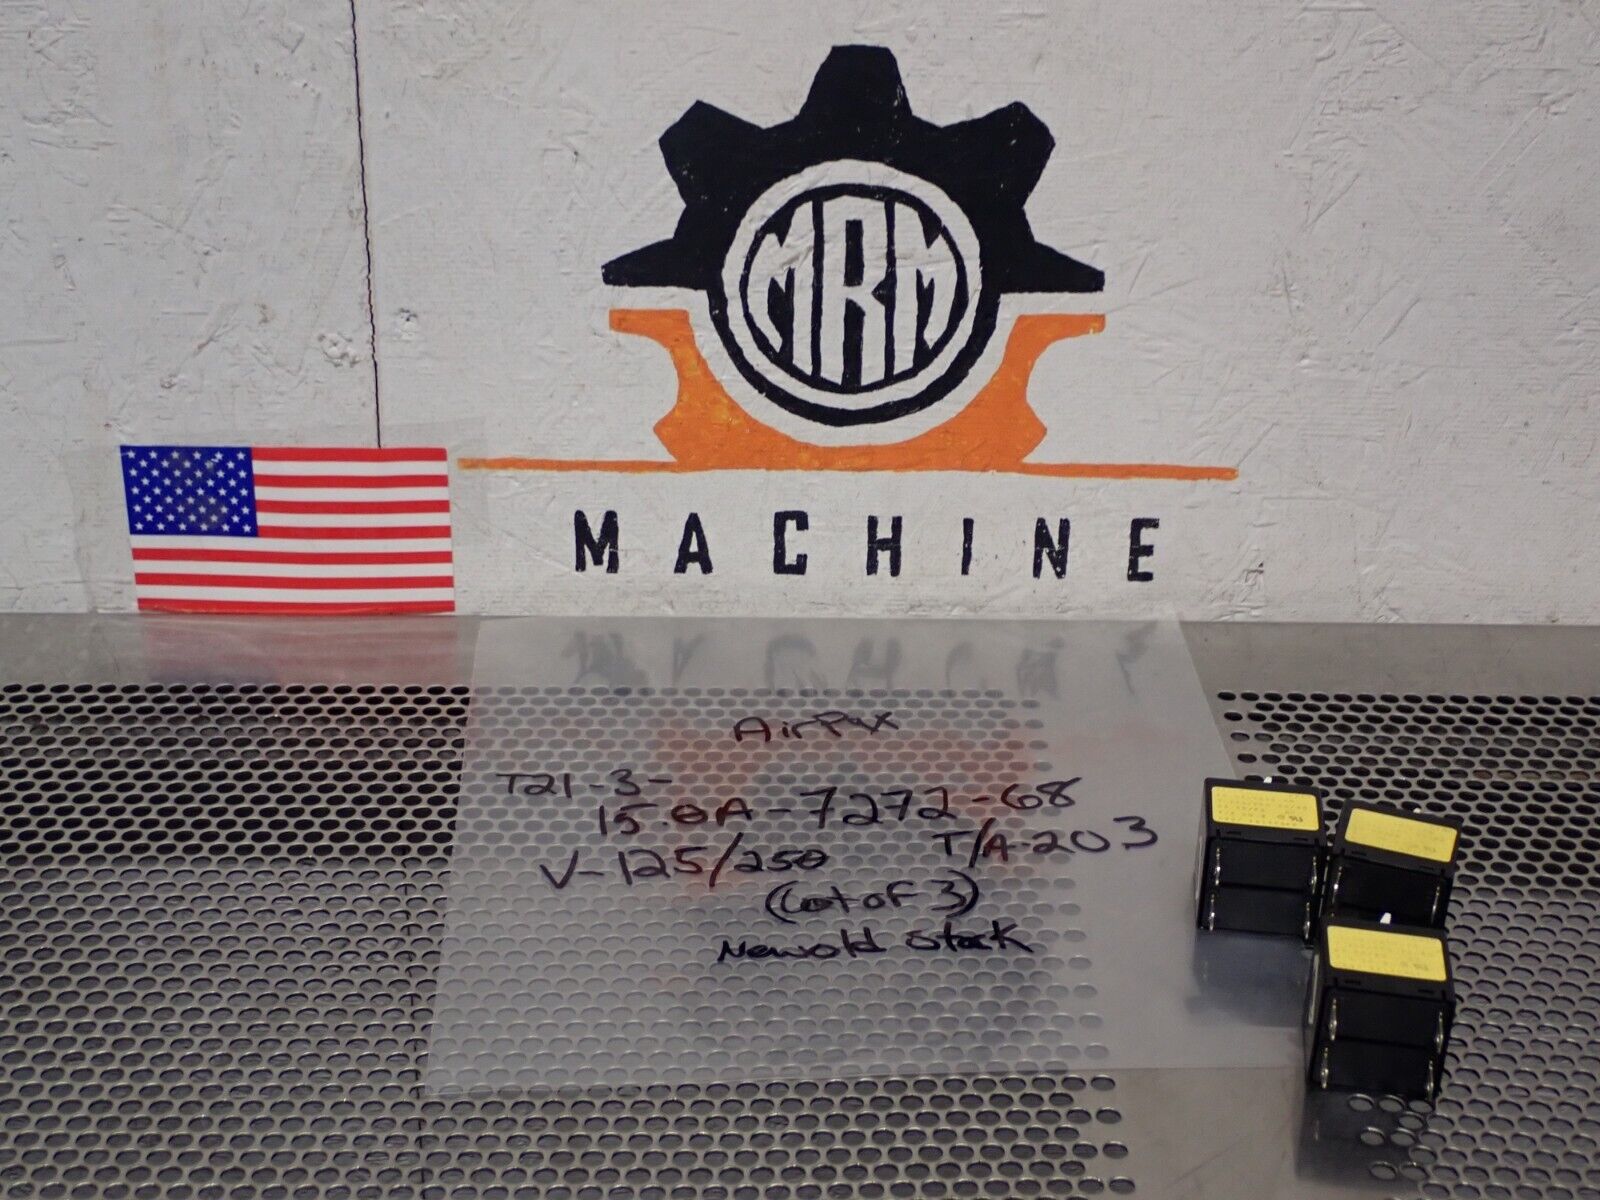 MRM
MACHINE
AirPax
T21-3-
15.0A-7272-68
V-125/250 T/A-203
(Lot of 3)
New old stock